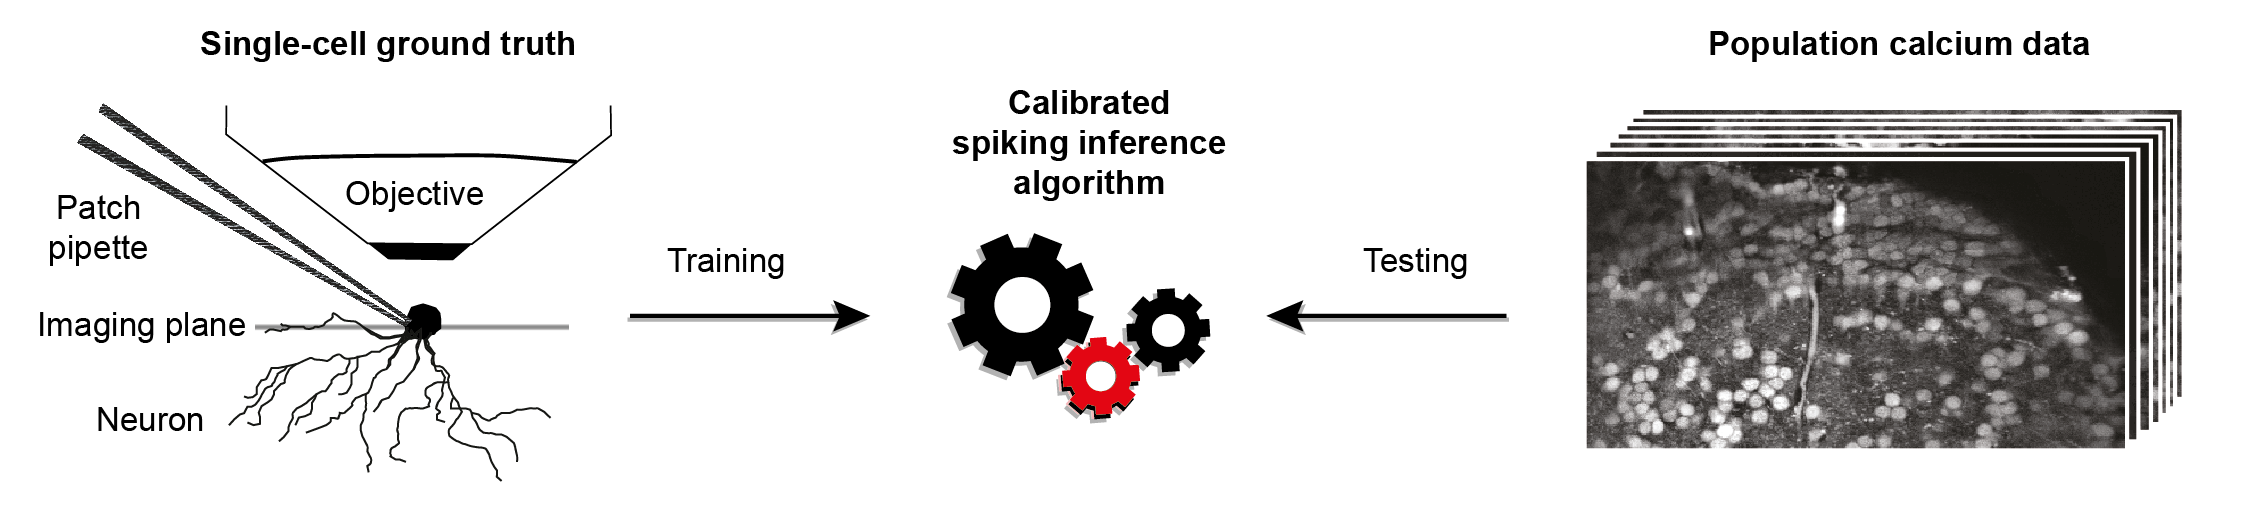 Single-cell ground truth
Objective
Patch
pipette
Imaging plane
Neuron
Training
Calibrated
spiking inference
algorithm
Testing
Population calcium data